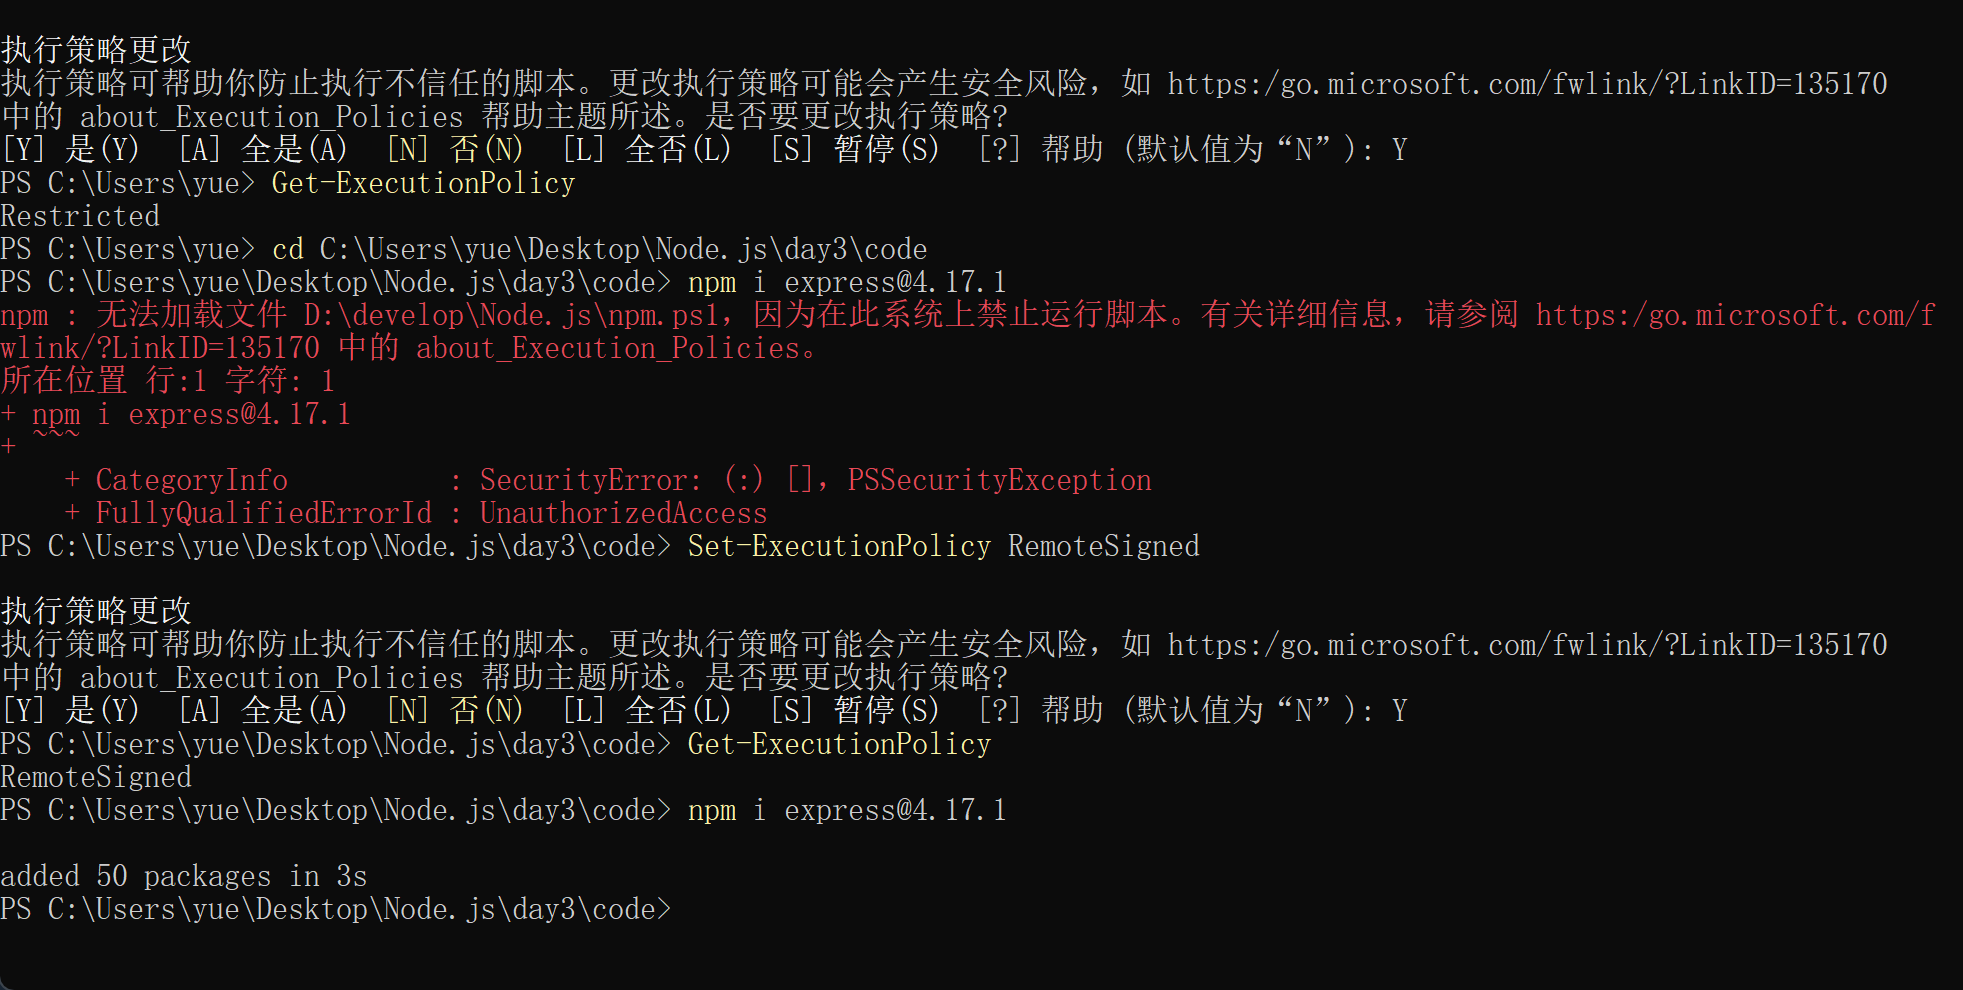 执行策略更改
执行策略可帮助你防止执行不信任的脚本。更改执行策略可能会产生安全风险，如 https:/go.microsoft.com/fwlink/?LinkID=135170
中的 about_Execution_Policies 帮助主题所述。是否要更改执行策略?
[Y] 是(Y)  [A] 全是(A)  [N] 否(N)  [L] 全否(L)  [S] 暂停(S)  [?] 帮助 (默认值为“N”): Y
PS C:\Users\yue> Get-ExecutionPolicy
Restricted
PS C:\Users\yue> cd C:\Users\yue\Desktop\Node.js\day3\code
PS C:\Users\yue\Desktop\Node.js\day3\code> npm i express@4.17.1
npm : 无法加载文件 D:\develop\Node.js\npm.ps1，因为在此系统上禁止运行脚本。有关详细信息，请参阅 https:/go.microsoft.com/f
wlink/?LinkID=135170 中的 about_Execution_Policies。
所在位置 行:1 字符: 1
+ npm i express@4.17.1
+ ~~~
    + CategoryInfo          : SecurityError: (:) []，PSSecurityException
    + FullyQualifiedErrorId : UnauthorizedAccess
PS C:\Users\yue\Desktop\Node.js\day3\code> Set-ExecutionPolicy RemoteSigned
执行策略更改
执行策略可帮助你防止执行不信任的脚本。更改执行策略可能会产生安全风险，如 https:/go.microsoft.com/fwlink/?LinkID=135170
中的 about_Execution_Policies 帮助主题所述。是否要更改执行策略?
[Y] 是(Y)  [A] 全是(A)  [N] 否(N)  [L] 全否(L)  [S] 暂停(S)  [?] 帮助 (默认值为“N”): Y
PS C:\Users\yue\Desktop\Node.js\day3\code> Get-ExecutionPolicy
RemoteSigned
PS C:\Users\yue\Desktop\Node.js\day3\code> npm i express@4.17.1
added 50 packages in 3s
PS C:\Users\yue\Desktop\Node.js\day3\code>